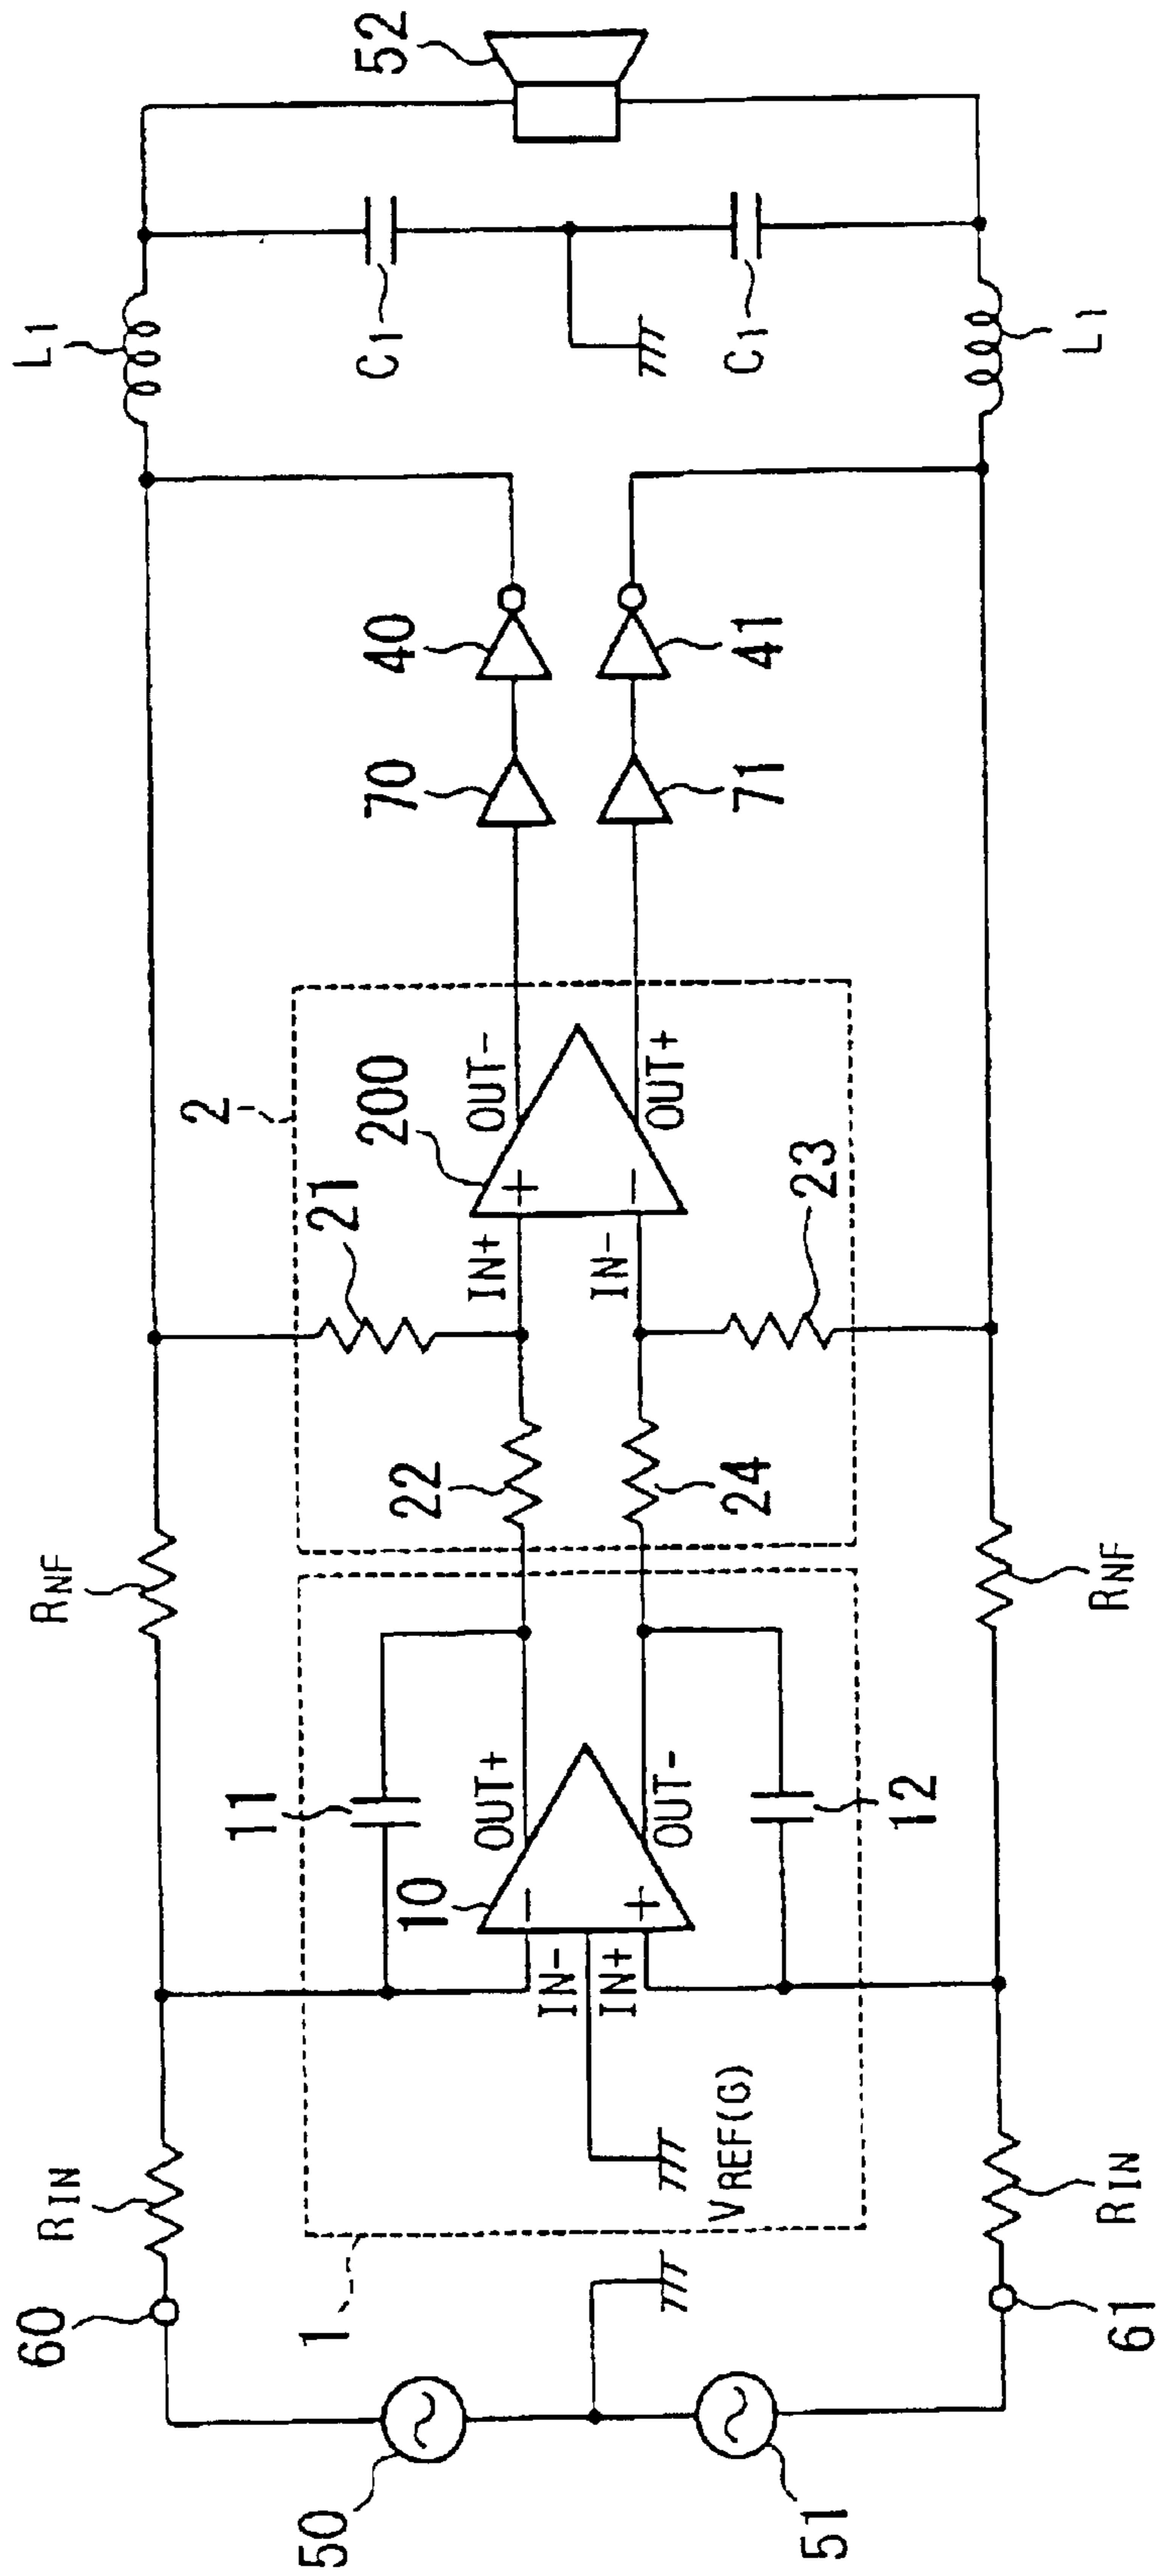 RIN
RNF
L1
60
1
11
2
21
50
10
OUT+
22
IN+
200
OUT-
70
40
C1
52
IN-
IN+
VREF(G)
OUT-
24
IN-
OUT+
71
41
C1
51
12
23
61
RIN
RNF
L1